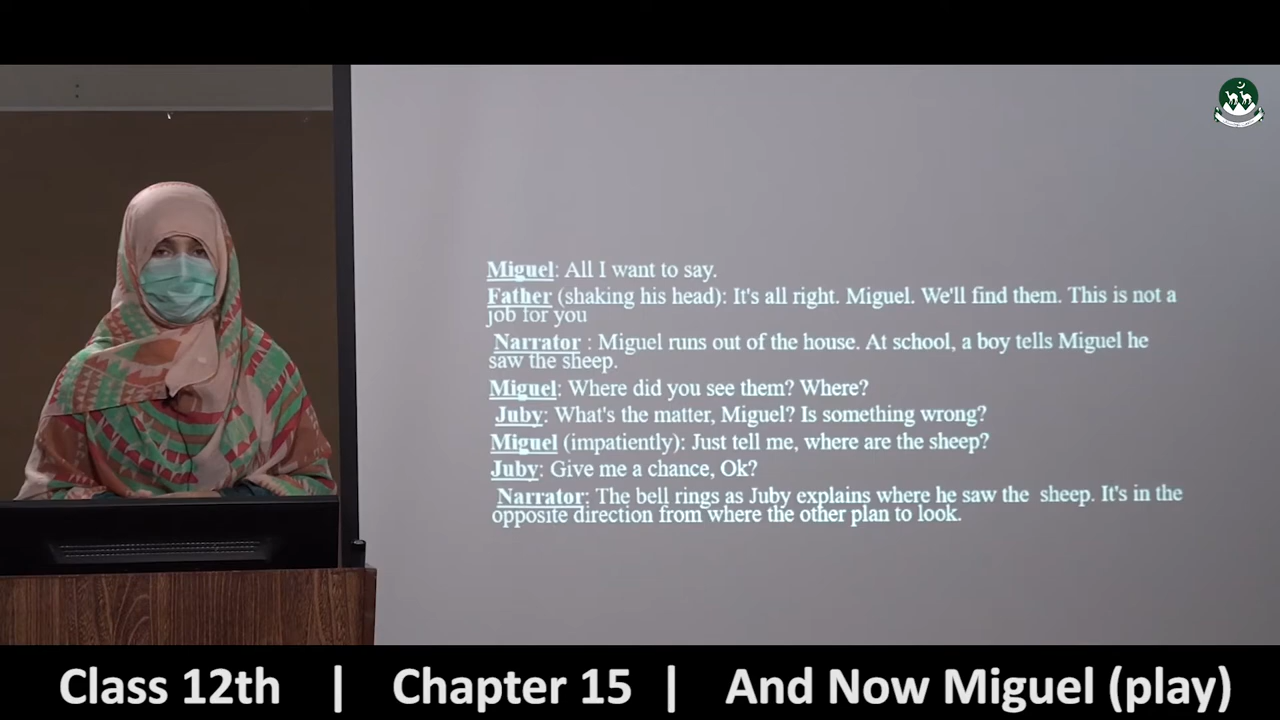 Miguel: All I want to say.
Father (shaking his head): It's all right. Miguel. We'll find them. This is not a
job for you
Narrator : Miguel runs out of the house. At school, a boy tells Miguel he
saw the sheep.
Miguel: Where did you see them? Where?
Juby: What's the matter, Miguel? Is something wrong?
Miguel (impatiently): Just tell me, where are the sheep?
Juby: Give me a chance, Ok?
Narrator: The bell rings as Juby explains where he saw the sheep. It's in the
opposite direction from where the other plan to look.
Class 12th | Chapter 15 | And Now Miguel (play)